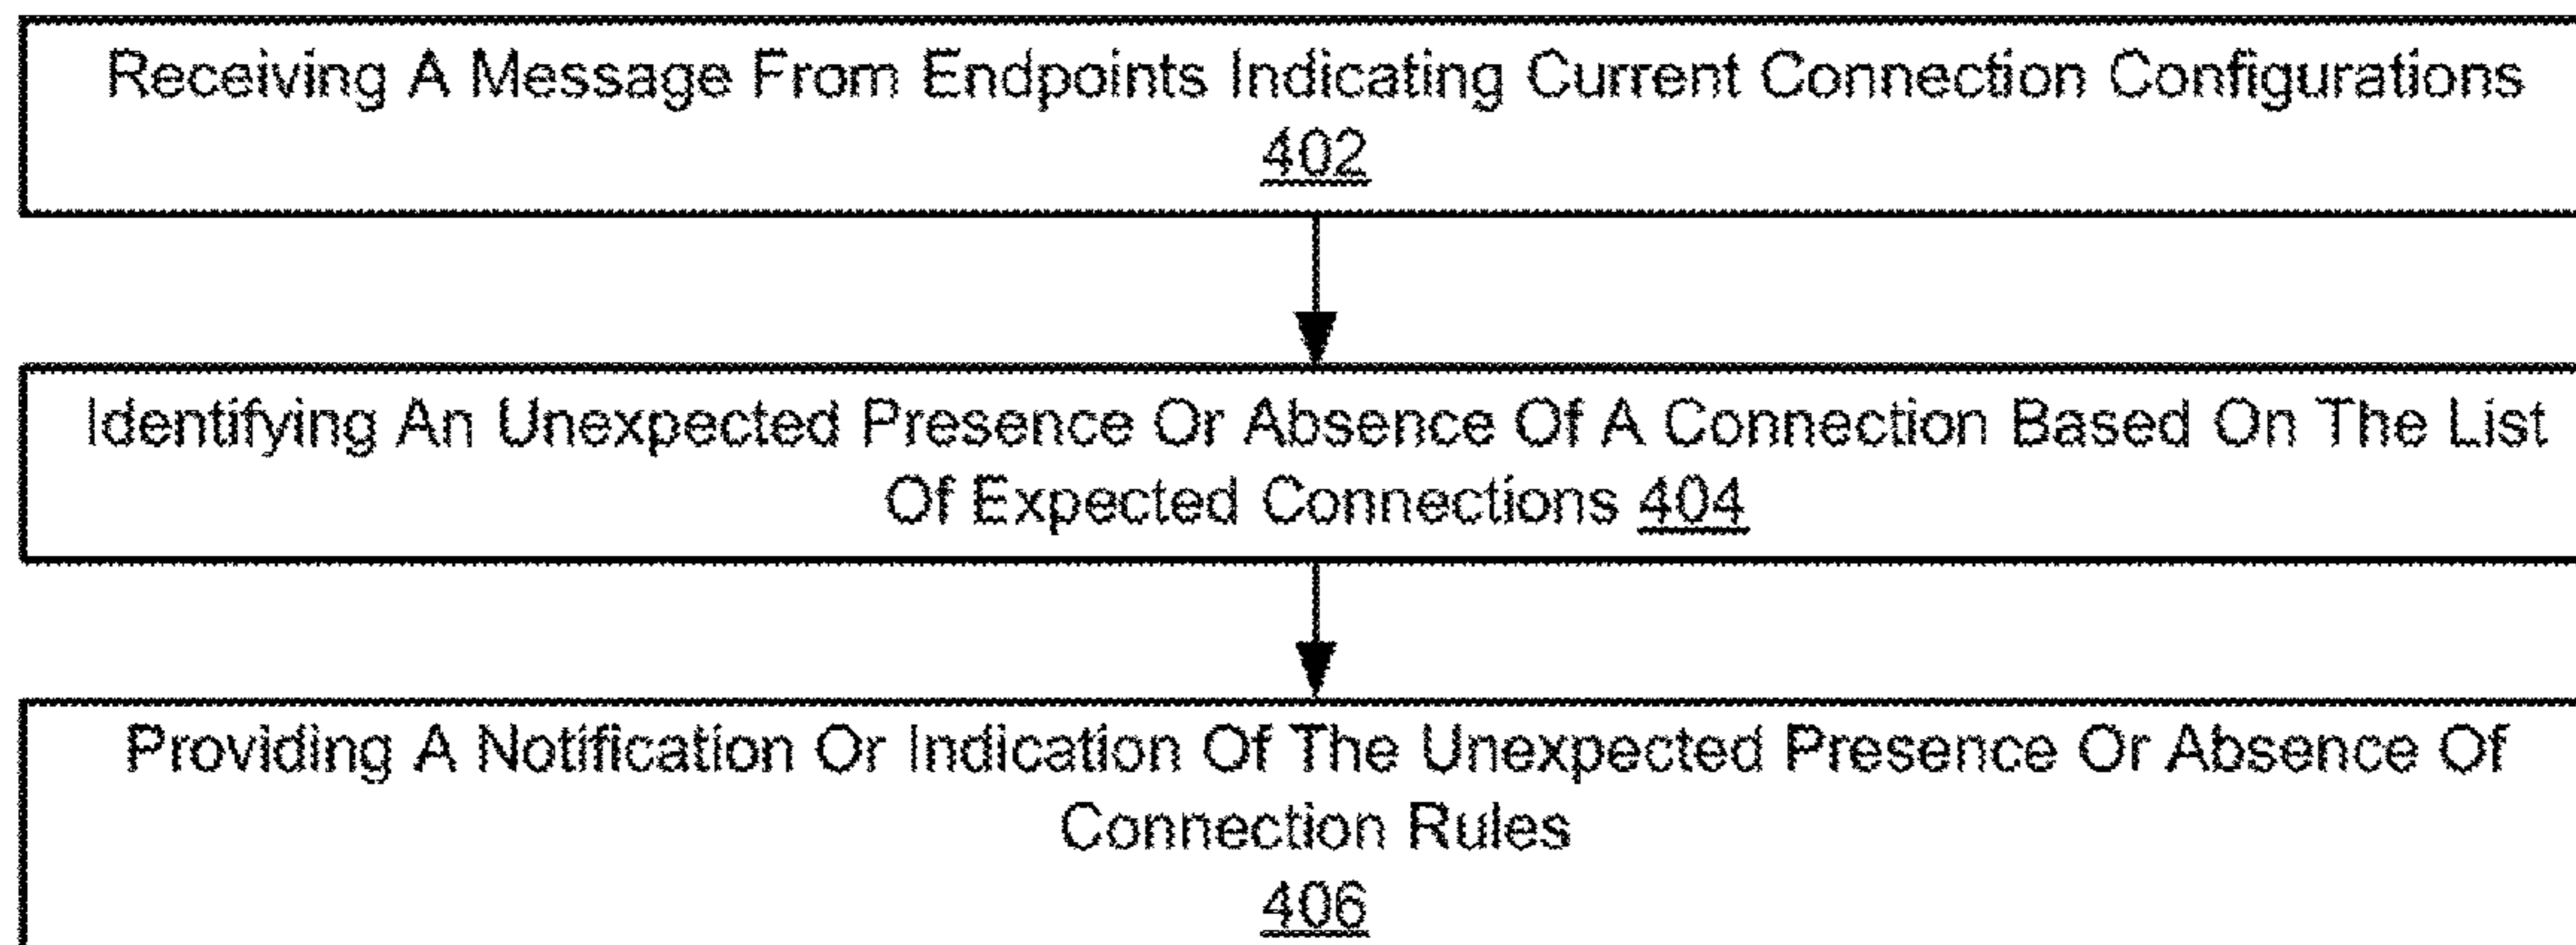 Receiving A Message From Endpoints Indicating Current Connection Configurations
402
Identifying An Unexpected Presence Or Absence Of A Connection Based On The List
Of Expected Connections 404
Providing A Notification Or Indication Of The Unexpected Presence Or Absence Of
Connection Rules
406